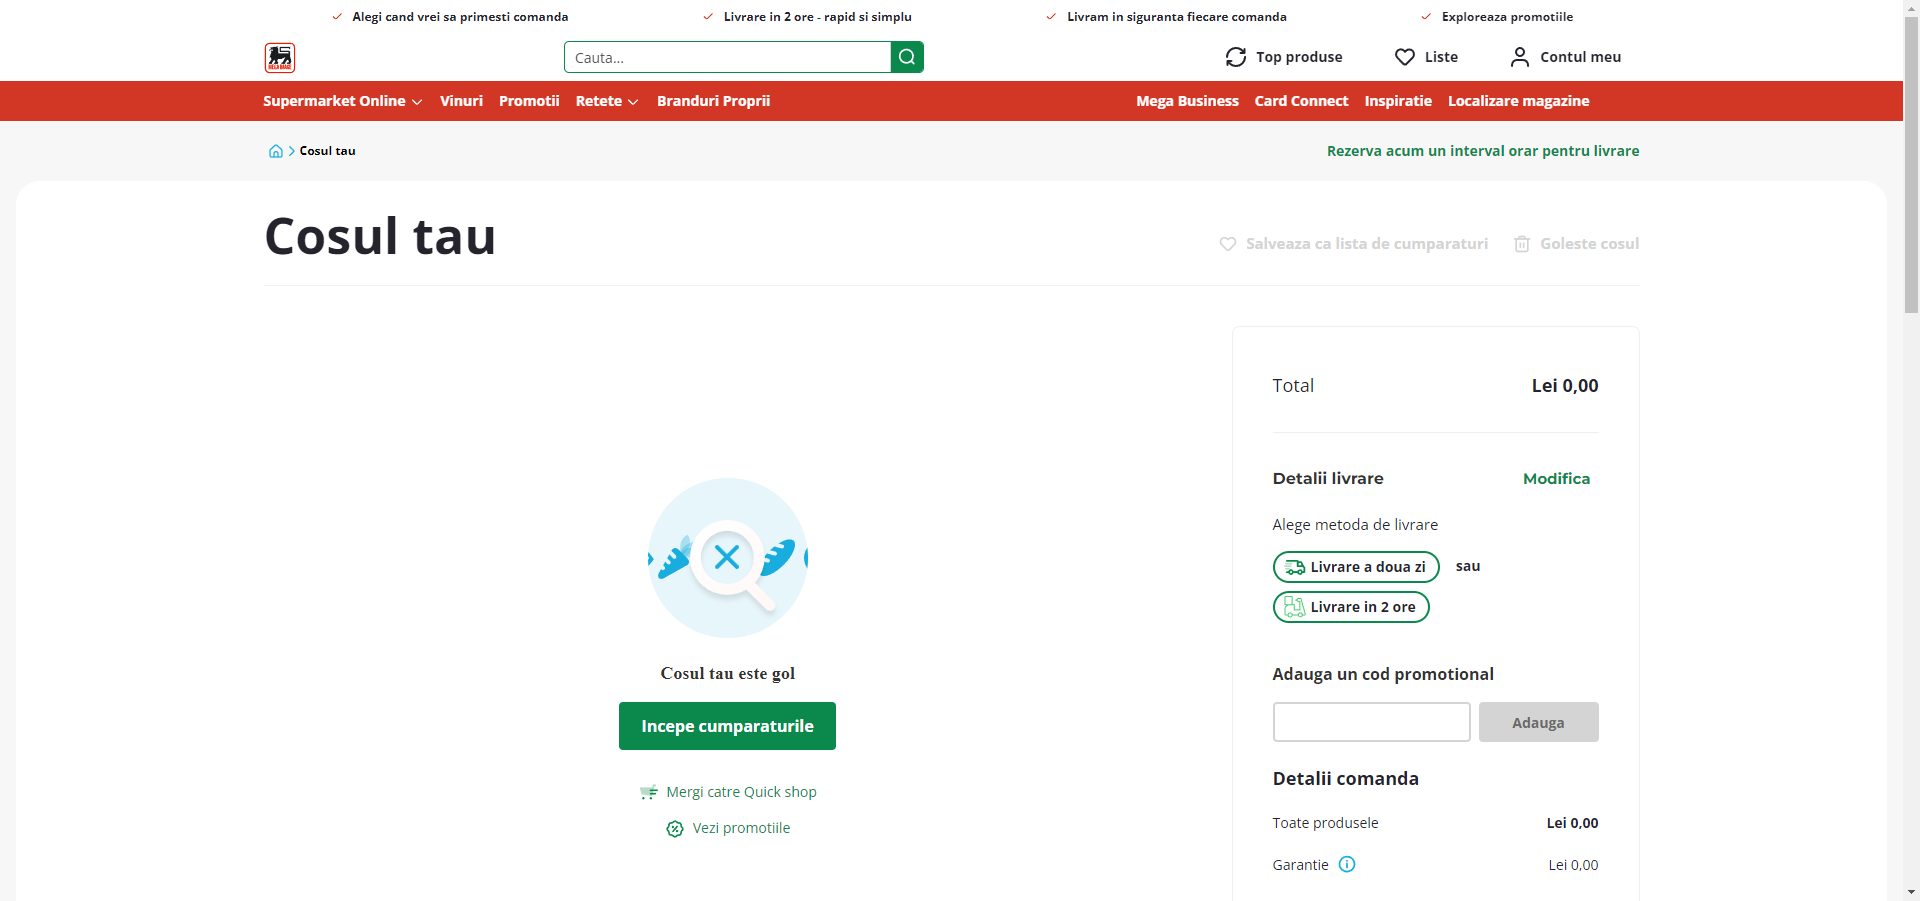 Alegi cand vrei sa primesti comanda
Livrare in 2 ore - rapid si simplu
Livram in siguranta fiecare comanda
Exploreaza promotiile
MEGA IMAGE
Cauta...
Top produse
Liste
Contul meu
Supermarket Online
Vinuri
Promotii
Retete
Branduri Proprii
Mega Business
Card Connect
Inspiratie
Localizare magazine
Cosul tau
Rezerva acum un interval orar pentru livrare
Cosul tau
Salveaza ca lista de cumparaturi
Goleste cosul
Cosul tau este gol
Incepe cumparaturile
Mergi catre Quick shop
Vezi promotiile
Total Lei 0,00
Detalii livrare Modifica
Alege metoda de livrare
Livrare a doua zi sau
Livrare in 2 ore
Adauga un cod promotional
Adauga
Detalii comanda
Toate produsele Lei 0,00
Garantie Lei 0,00